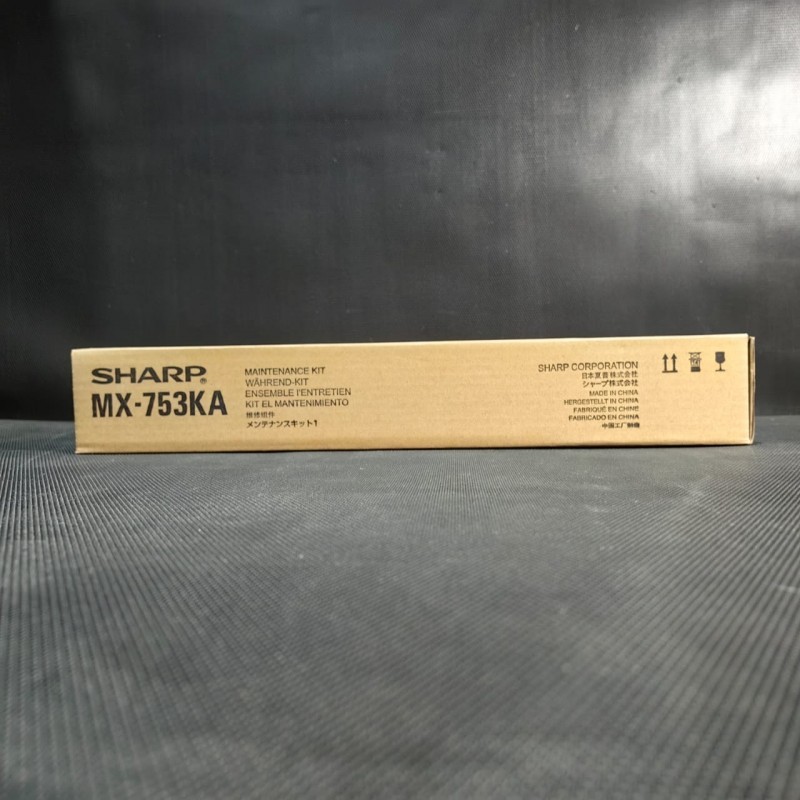 SHARP®
MX-753KA
MAINTENANCE KIT
WÄHREND-KIT
ENSEMBLE l'ENTRETIEN
KIT EL MANTENIMIENTO
维修组件
メンテナンスキット1
SHARP CORPORATION
日本夏普株式会社
シャープ株式会社
MADE IN CHINA
HERGESTELLT IN CHINA
FABRIQUÉ EN CHINE
FABRICADO EN CHINA